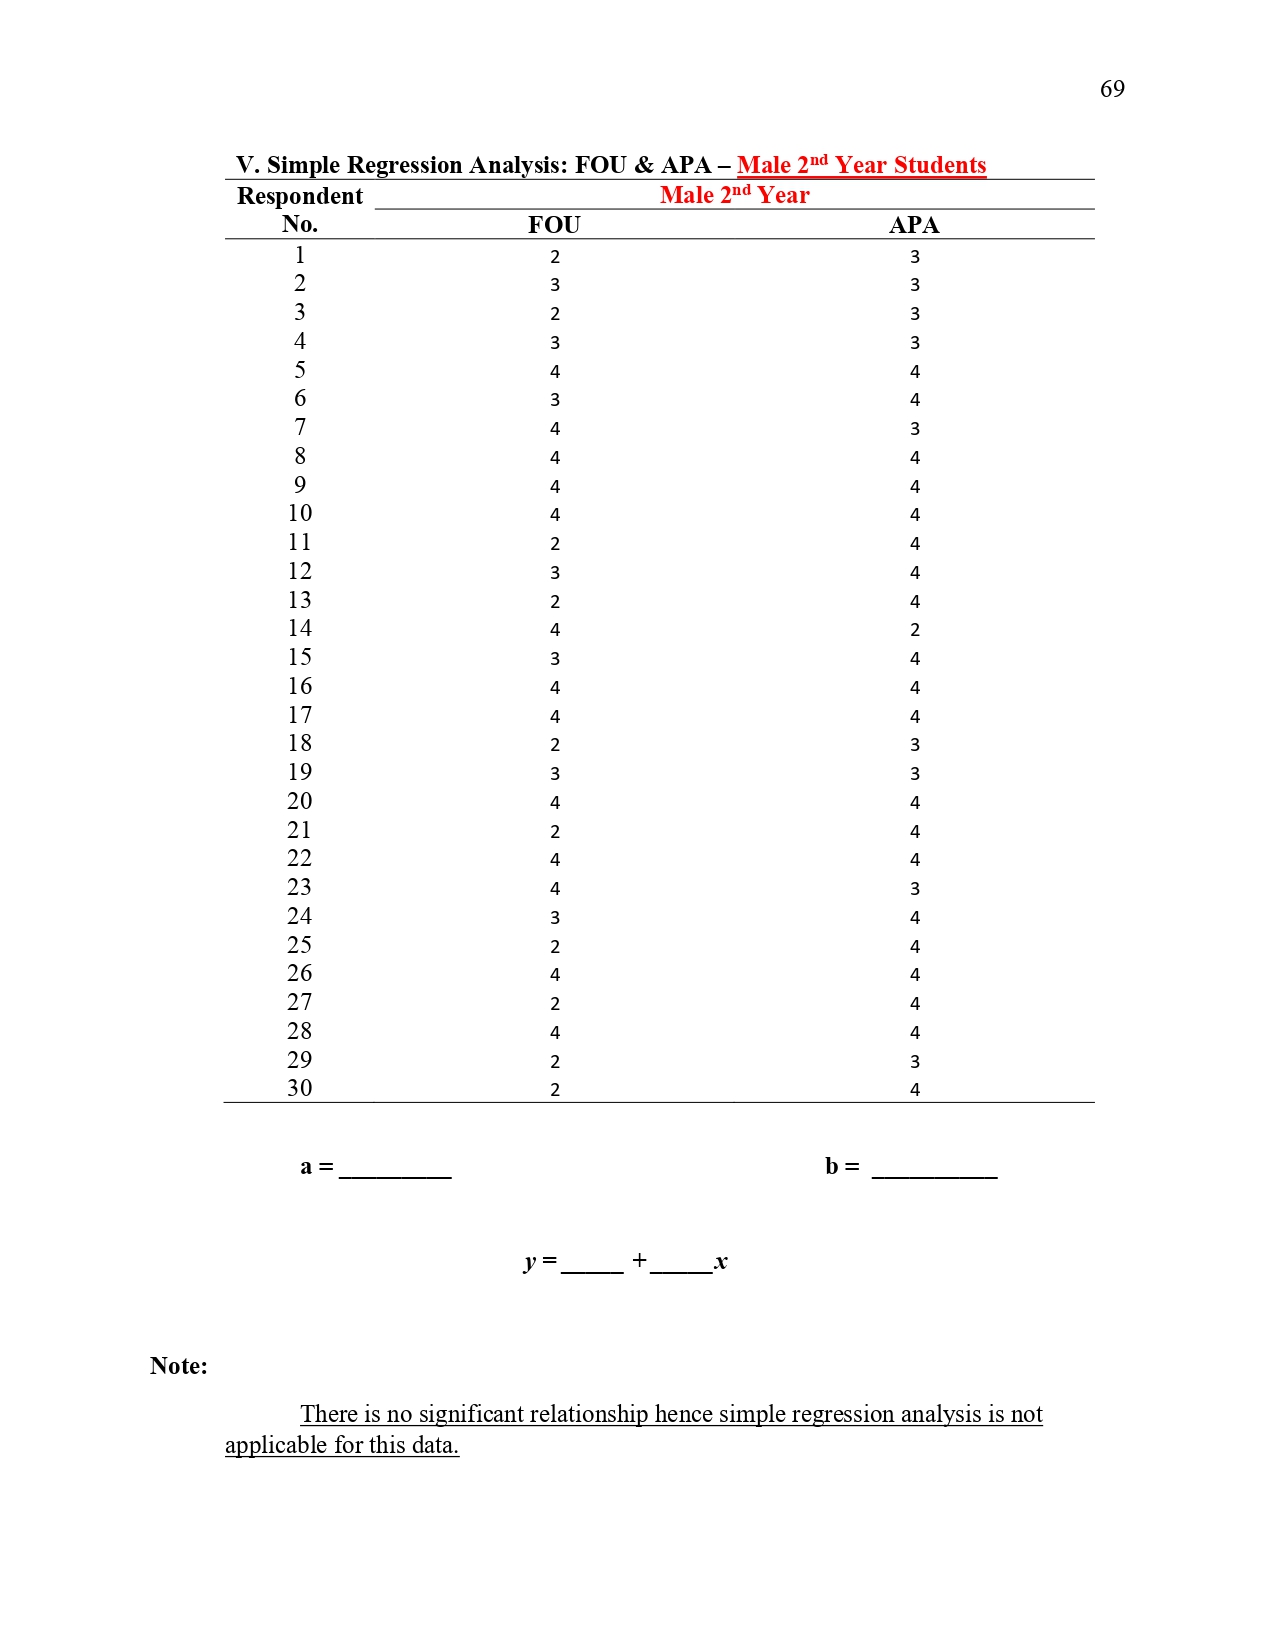 69
V. Simple Regression Analysis: FOU & APA – Male 2nd Year Students
Respondent No. Male 2nd Year
FOU APA
1 2 3
2 3 3
3 2 3
4 3 3
5 4 4
6 3 4
7 4 3
8 4 4
9 4 4
10 4 4
11 2 4
12 3 4
13 2 4
14 4 2
15 3 4
16 4 4
17 4 4
18 2 3
19 3 3
20 4 4
21 2 4
22 4 4
23 4 3
24 3 4
25 2 4
26 4 4
27 2 4
28 4 4
29 2 3
30 2 4
a = _________ b = __________
y = _____ + _____x
Note:
There is no significant relationship hence simple regression analysis is not
applicable for this data.